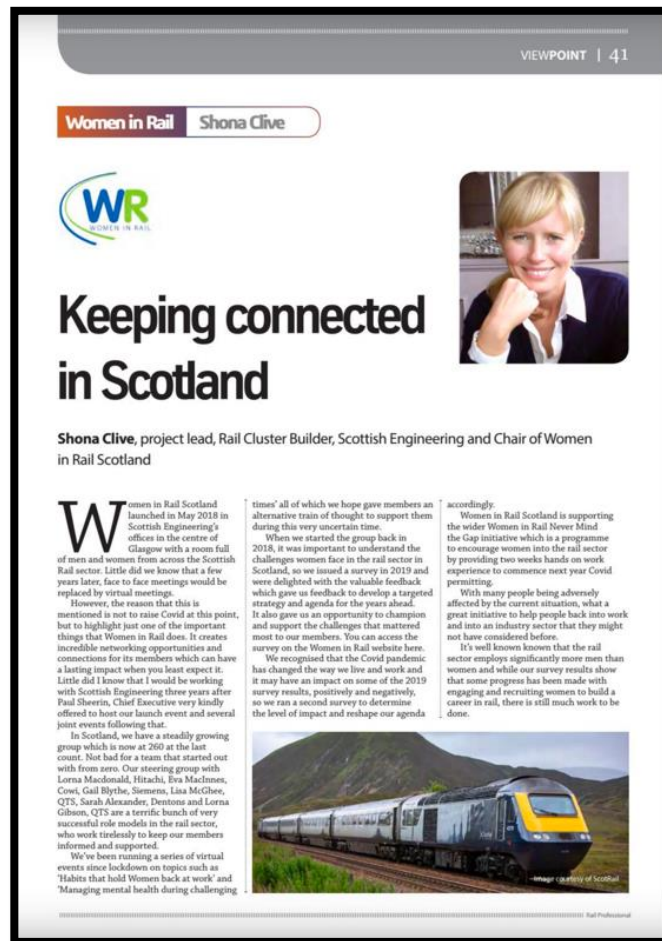 VIEWPOINT | 41
Women in Rail Shona Clive
WR
WOMEN IN RAIL
Keeping connected
in Scotland
Shona Clive, project lead, Rail Cluster Builder, Scottish Engineering and Chair of Women
in Rail Scotland
Women in Rail Scotland
launched in May 2018 in
Scottish Engineering's
offices in the centre of
Glasgow with a room full
of men and women from across the Scottish
Rail sector. Little did we know that a few
years later, face to face meetings would be
replaced by virtual meetings.
However, the reason that this is
mentioned is not to raise Covid at this point,
but to highlight just one of the important
things that Women in Rail does. It creates
incredible networking opportunities and
connections for its members which can have
a lasting impact when you least expect it.
Little did I know that I would be working
with Scottish Engineering three years after
Paul Sheerin, Chief Executive very kindly
offered to host our launch event and several
joint events following that.
In Scotland, we have a steadily growing
group which is now at 260 at the last
count. Not bad for a team that started out
with from zero. Our steering group with
Lorna Macdonald, Hitachi, Eva MacInnes,
Cowi, Gail Blythe, Siemens, Lisa McGhee,
QTS, Sarah Alexander, Dentons and Lorna
Gibson, QTS are a terrific bunch of very
successful role models in the rail sector,
who work tirelessly to keep our members
informed and supported.
We've been running a series of virtual
events since lockdown on topics such as
'Habits that hold Women back at work' and
'Managing mental health during challenging
times' all of which we hope gave members an
alternative train of thought to support them
during this very uncertain time.
When we started the group back in
2018, it was important to understand the
challenges women face in the rail sector in
Scotland, so we issued a survey in 2019 and
were delighted with the valuable feedback
which gave us feedback to develop a targeted
strategy and agenda for the years ahead.
It also gave us an opportunity to champion
and support the challenges that mattered
most to our members. You can access the
survey on the Women in Rail website here.
We recognised that the Covid pandemic
has changed the way we live and work and
it may have an impact on some of the 2019
survey results, positively and negatively,
so we ran a second survey to determine
the level of impact and reshape our agenda
accordingly.
Women in Rail Scotland is supporting
the wider Women in Rail Never Mind
the Gap initiative which is a programme
to encourage women into the rail sector
by providing two weeks hands on work
experience to commence next year Covid
permitting.
With many people being adversely
affected by the current situation, what a
great initiative to help people back into work
and into an industry sector that they might
not have considered before.
It's well known known that the rail
sector employs significantly more men than
women and while our survey results show
that some progress has been made with
engaging and recruiting women to build a
career in rail, there is still much work to be
done.
Image courtesy of ScotRail
Rail Professional